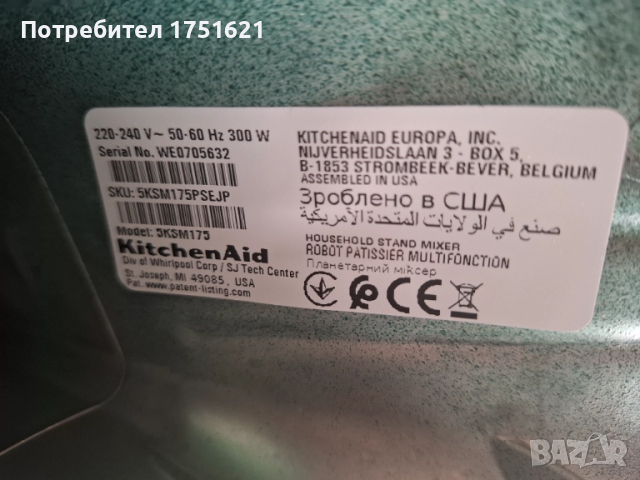 Потребител 1751621
220-240 V~ 50-60 Hz 300 W
Serial No. WE0705632
SKU: 5KSM175PSEJP
Model: 5KSM175
KitchenAid
Div of Whirlpool Corp / SJ Tech Center
St. Joseph, MI 49085, USA
Pat. www.patent-listing.com
KITCHENAID EUROPA, INC.
NIJVERHEIDSLAAN 3 - BOX 5,
B-1853 STROMBEEK-BEVER, BELGIUM
ASSEMBLED IN USA
Зроблено в США
صنع في الولايات المتحدة الأمريكية
HOUSEHOLD STAND MIXER
ROBOT PATISSIER MULTIFONCTION
Планетарний міксер
CE
BAZAR